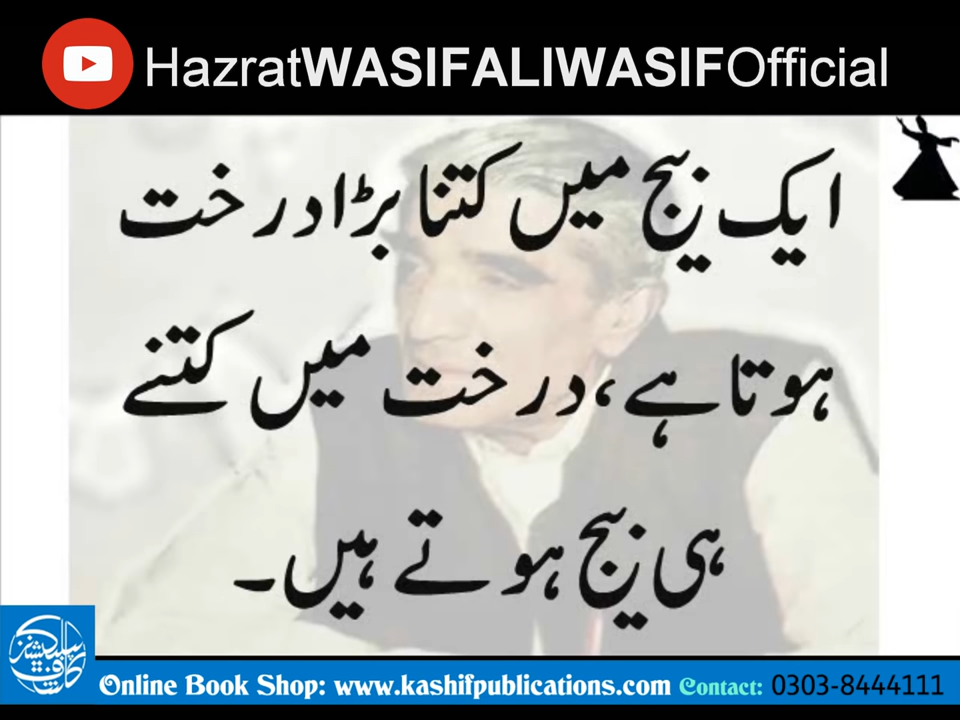 HazratWASIFALIWASIFOfficial
ایک بیج میں کتنا بڑا درخت
ہوتا ہے، درخت میں کتنے
ہی بیج ہوتے ہیں۔
Online Book Shop: www.kashifpublications.com Contact: 0303-8444111